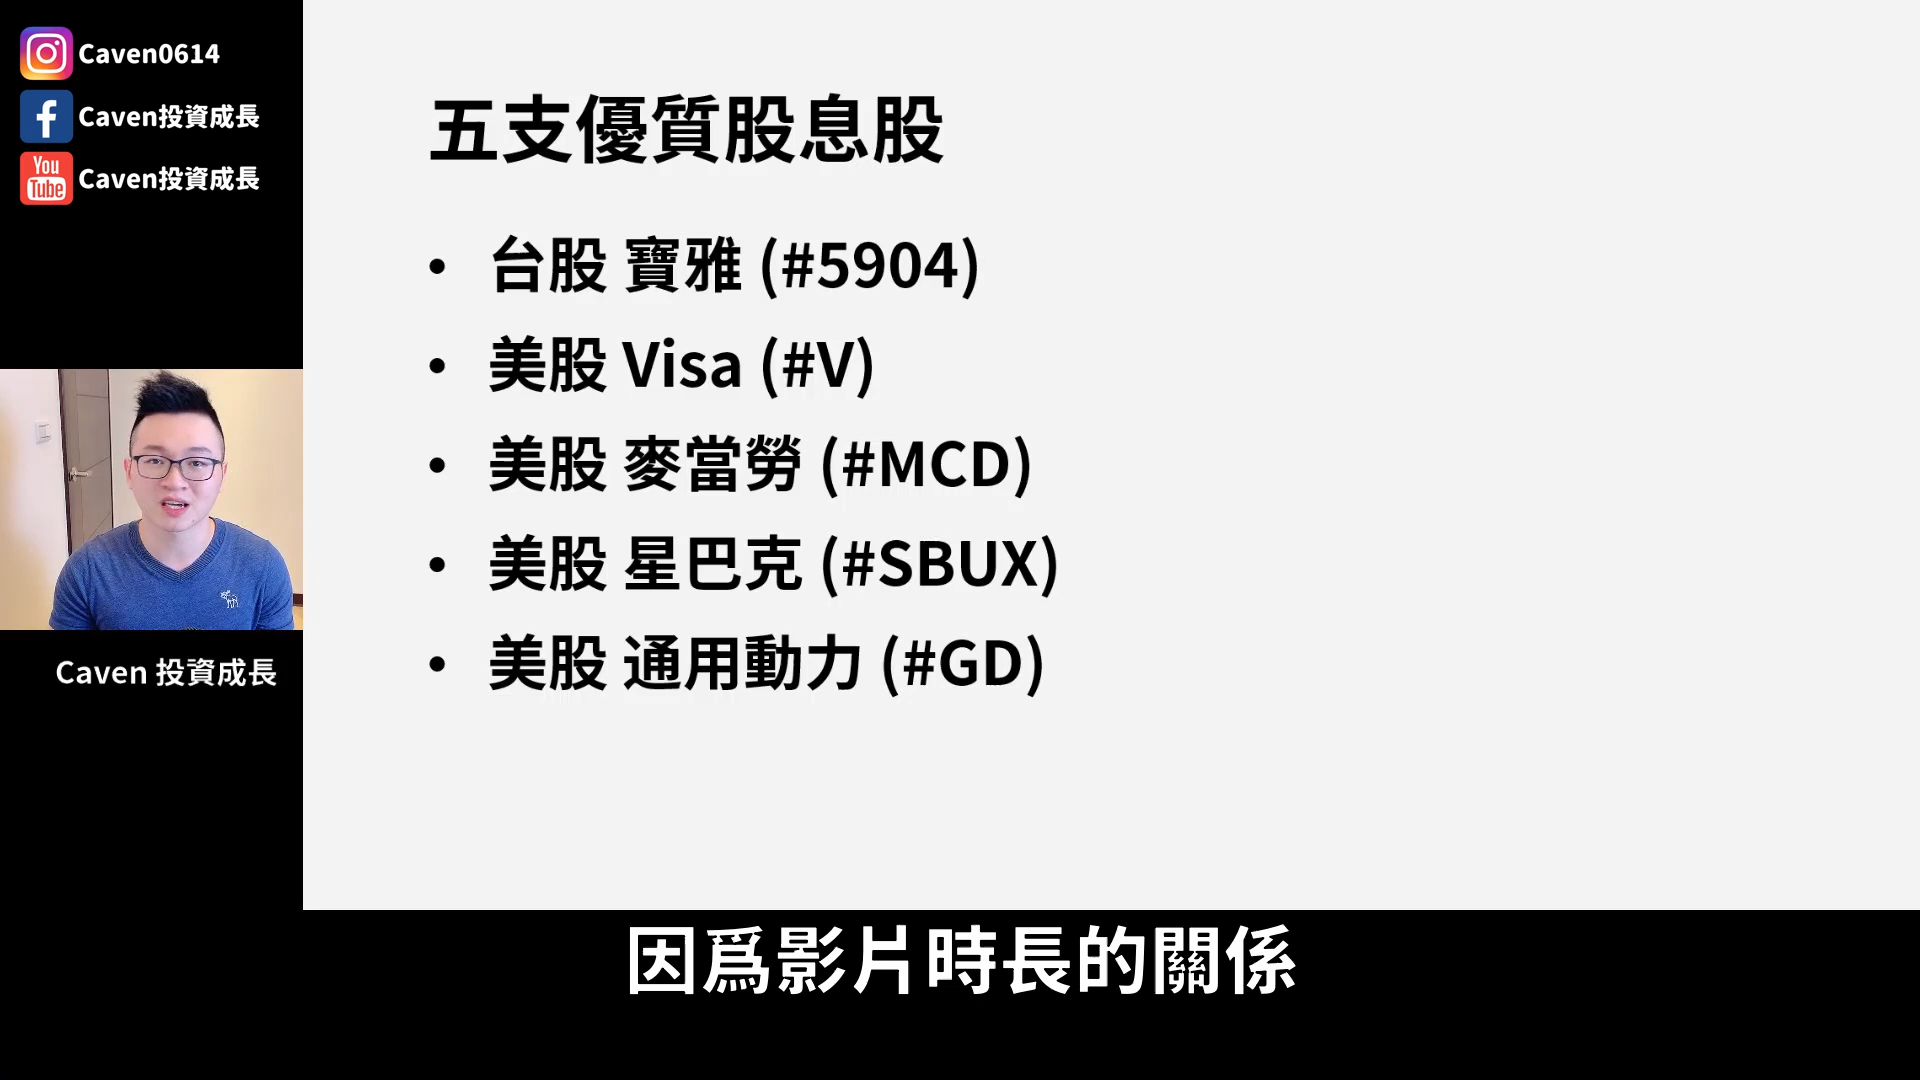 Caven0614
Caven投資成長
You
Tube
Caven投資成長
五支優質股息股
• 台股 寶雅 (#5904)
• 美股 Visa (#V)
• 美股 麥當勞 (#MCD)
• 美股 星巴克 (#SBUX)
• 美股 通用動力 (#GD)
Caven 投資成長
因爲影片時長的關係